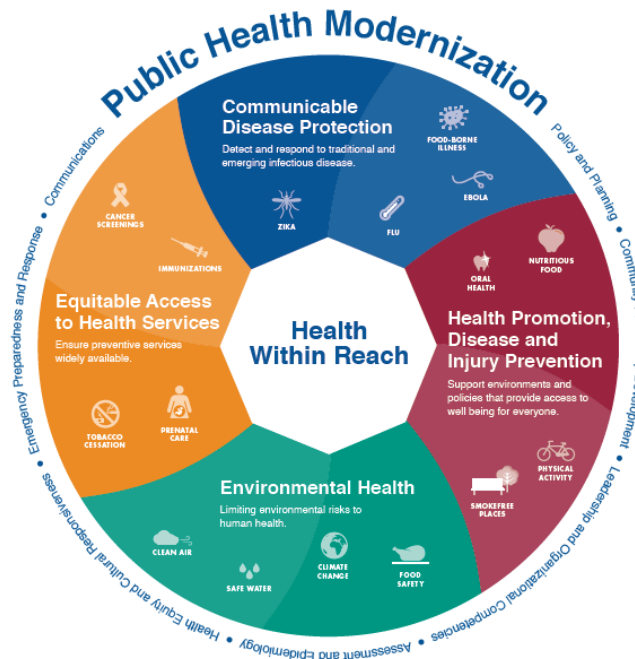 Public Health Modernization
Communicable
Disease Protection
Detect and respond to traditional and
emerging infectious disease.
FOOD-BORNE
ILLNESS
EBOLA
ZIKA
FLU
CANCER
SCREENINGS
IMMUNIZATIONS
ORAL
HEALTH
NUTRITIOUS
FOOD
Equitable Access
to Health Services
Ensure preventive services
widely available.
TOBACCO
CESSATION
PRENATAL
CARE
Health
Within Reach
Health Promotion,
Disease and
Injury Prevention
Support environments and
policies that provide access to
well being for everyone.
PHYSICAL
ACTIVITY
SMOKEFREE
PLACES
Environmental Health
Limiting environmental risks to
human health.
CLEAN AIR
SAFE WATER
CLIMATE
CHANGE
FOOD
SAFETY
Policy and Planning • Community
Development • Leadership and Organizational Competencies • Assessment and Epidemiology • Health Equity and Cultural Responsiveness • Emergency Preparedness and Response • Communications